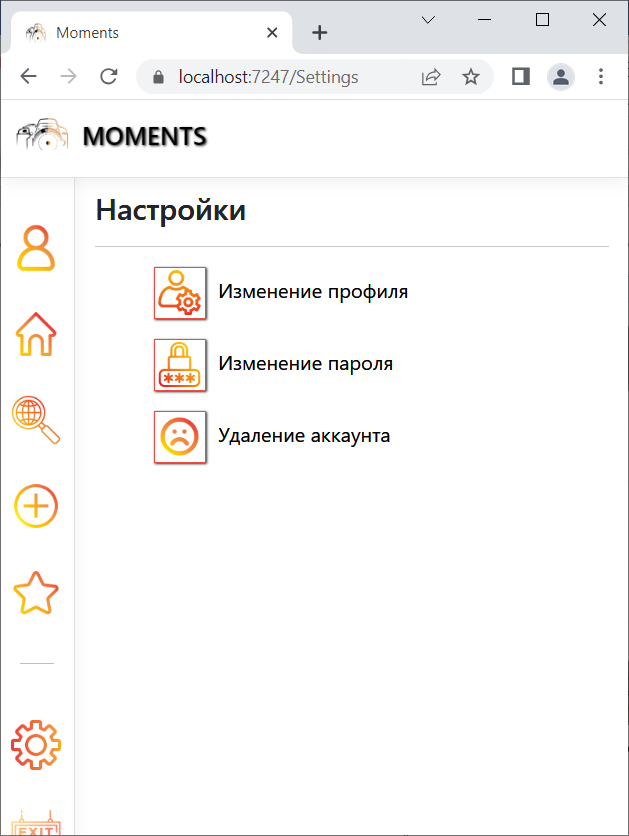 Moments
localhost:7247/Settings
MOMENTS
Настройки
Изменение профиля
Изменение пароля
***
Удаление аккаунта
EXIT